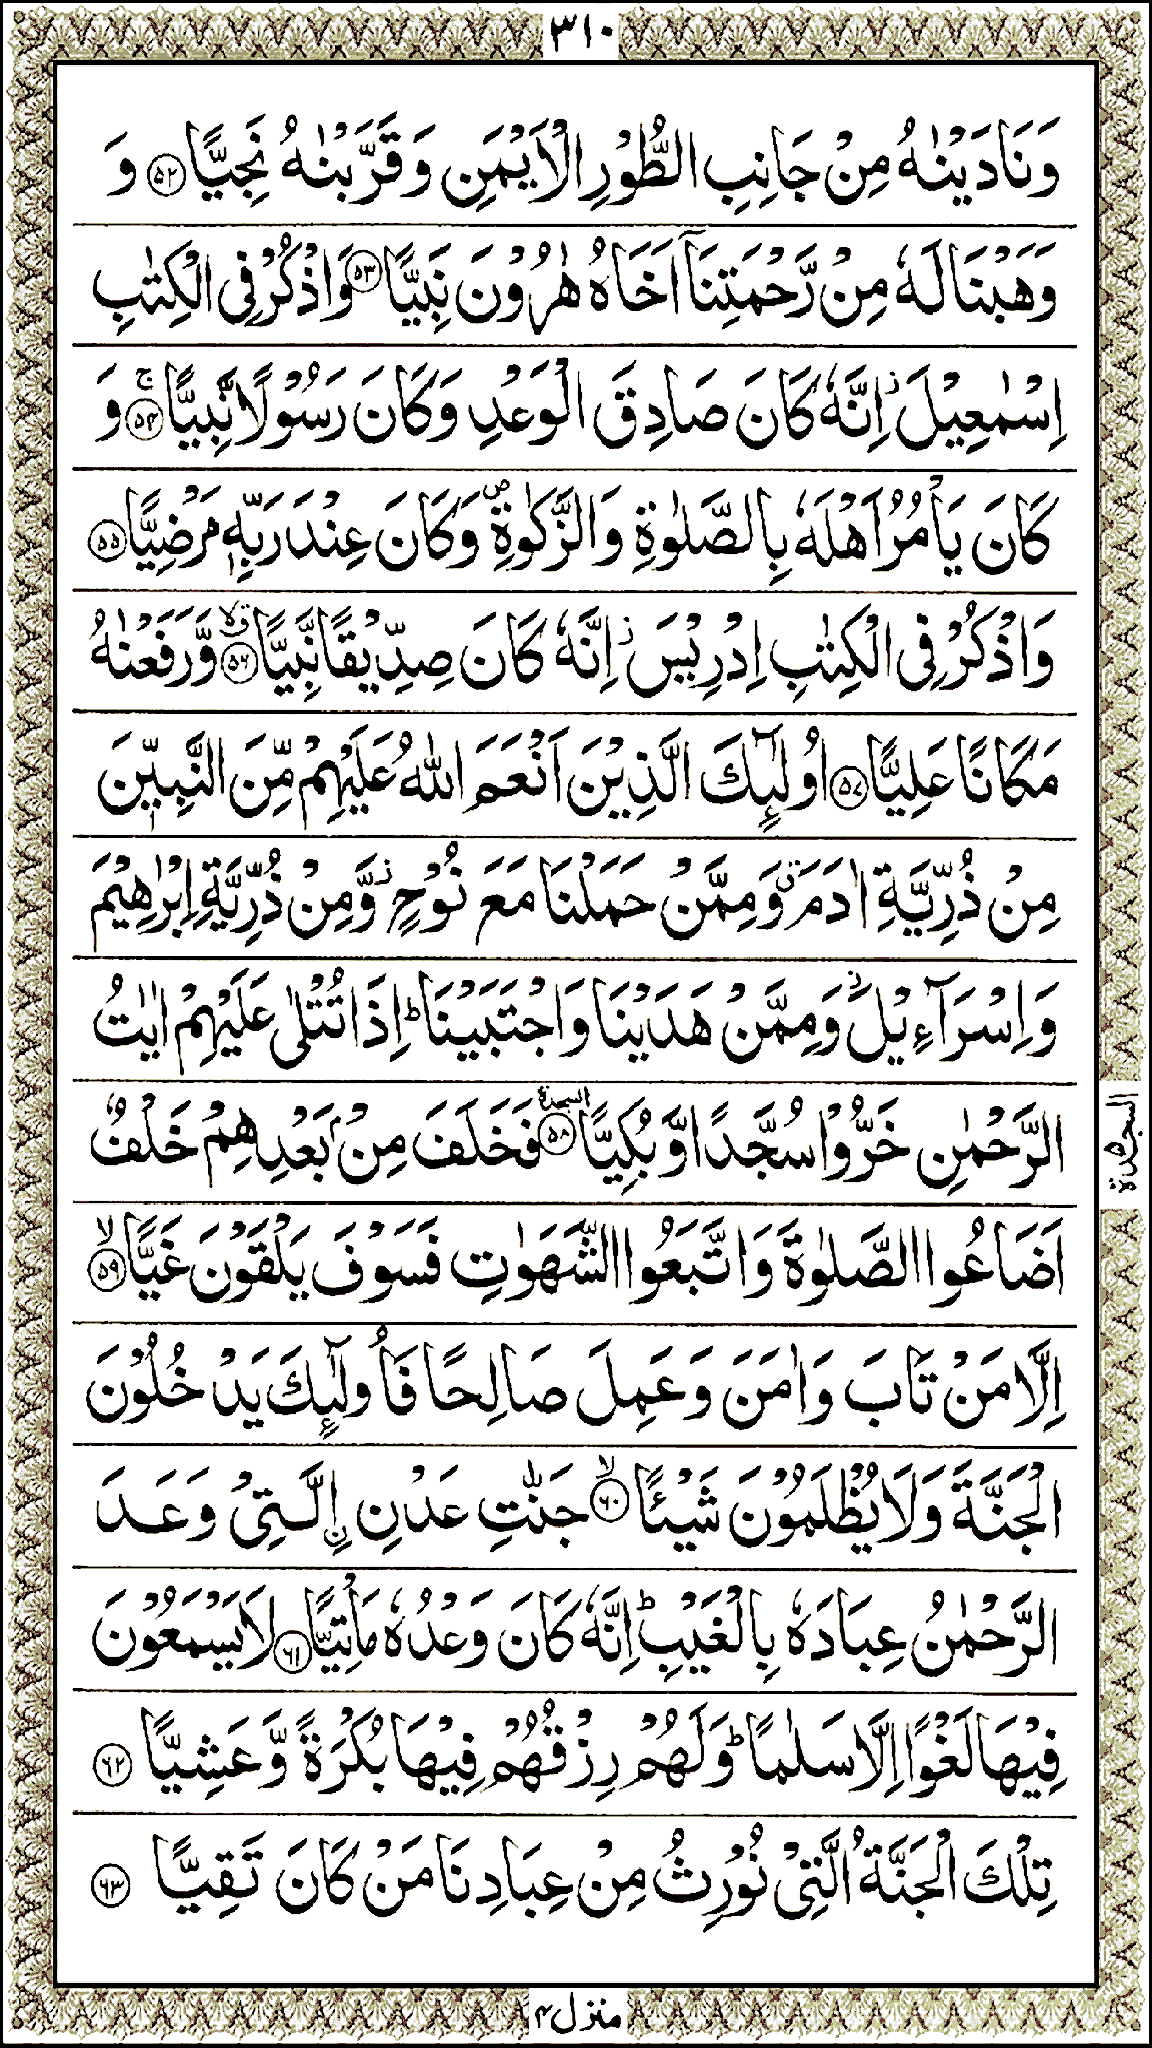 ٣١٠
وَنَادَيْنٰهُ مِنْ جَانِبِ الطُّوْرِ الْاَيْمَنِ وَقَرَّبْنٰهُ نَجِيًّا ﴿٥٢﴾ وَ
وَهَبْنَا لَهٗ مِنْ رَّحْمَتِنَآ اَخَاهُ هٰرُوْنَ نَبِيًّا ﴿٥٣﴾ وَاذْكُرْ فِى الْكِتٰبِ
اِسْمٰعِيْلَ ؗ اِنَّهٗ كَانَ صَادِقَ الْوَعْدِ وَكَانَ رَسُوْلًا نَّبِيًّا ۚ ﴿٥٤﴾ وَ
كَانَ يَاْمُرُ اَهْلَهٗ بِالصَّلٰوةِ وَالزَّكٰوةِ ۪ وَكَانَ عِنْدَ رَبِّهٖ مَرْضِيًّا ﴿٥٥﴾
وَاذْكُرْ فِى الْكِتٰبِ اِدْرِيْسَ ؗ اِنَّهٗ كَانَ صِدِّيْقًا نَّبِيًّا ۗۙ ﴿٥٦﴾ وَّرَفَعْنٰهُ
مَكَانًا عَلِيًّا ﴿٥٧﴾ اُولٰٓئِكَ الَّذِيْنَ اَنْعَمَ اللّٰهُ عَلَيْهِمْ مِّنَ النَّبِيّٖنَ
مِنْ ذُرِّيَّةِ اٰدَمَ ۗ وَمِمَّنْ حَمَلْنَا مَعَ نُوْحٍ ؗ وَّمِنْ ذُرِّيَّةِ اِبْرٰهِيْمَ
وَاِسْرَآءِيْلَ ؗ وَمِمَّنْ هَدَيْنَا وَاجْتَبَيْنَا ؕ اِذَا تُتْلٰى عَلَيْهِمْ اٰيٰتُ
الرَّحْمٰنِ خَرُّوْا سُجَّدًا وَّبُكِيًّا ﴿٥٨﴾ السجدة فَخَلَفَ مِنْۢ بَعْدِهِمْ خَلْفٌ
السجدة
اَضَاعُوا الصَّلٰوةَ وَاتَّبَعُوا الشَّهَوٰتِ فَسَوْفَ يَلْقَوْنَ غَيًّا ۙ ﴿٥٩﴾
اِلَّا مَنْ تَابَ وَاٰمَنَ وَعَمِلَ صَالِحًا فَاُولٰٓئِكَ يَدْخُلُوْنَ
الْجَنَّةَ وَلَا يُظْلَمُوْنَ شَيْئًا ۙ ﴿٦٠﴾ جَنّٰتِ عَدْنِ ۨالَّتِىْ وَعَدَ
الرَّحْمٰنُ عِبَادَهٗ بِالْغَيْبِ ؕ اِنَّهٗ كَانَ وَعْدُهٗ مَاْتِيًّا ﴿٦١﴾ لَا يَسْمَعُوْنَ
فِيْهَا لَغْوًا اِلَّا سَلٰمًا ؕ وَلَهُمْ رِزْقُهُمْ فِيْهَا بُكْرَةً وَّعَشِيًّا ﴿٦٢﴾
تِلْكَ الْجَنَّةُ الَّتِىْ نُوْرِثُ مِنْ عِبَادِنَا مَنْ كَانَ تَقِيًّا ﴿٦٣﴾
منزل ٤